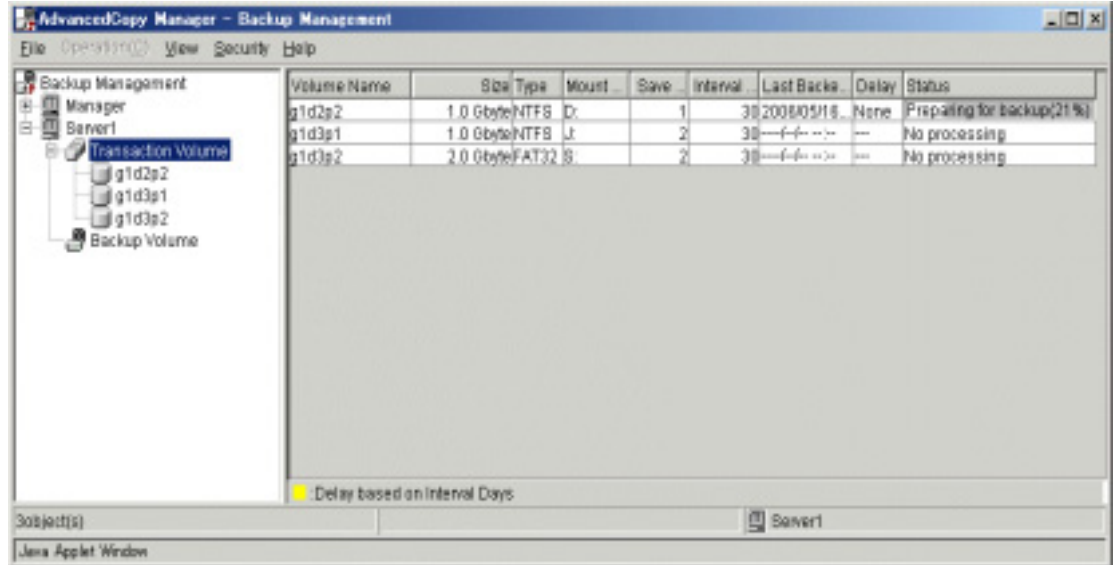 AdvancedCopy Manager - Backup Management
File Operation(O) View Security Help
Backup Management
Manager
Server1
Transaction Volume
g1d2p2
g1d3p1
g1d3p2
Backup Volume
Volume Name Size Type Mount ... Save ... Interval ... Last Backe... Delay Status
g1d2p2 1.0 Gbyte NTFS D: 1 30 2006/05/16... None Preparing for backup(21%)
g1d3p1 1.0 Gbyte NTFS J: 2 30 ----/--/-- --:-- --- No processing
g1d3p2 2.0 Gbyte FAT32 S: 2 30 ----/--/-- --:-- --- No processing
:Delay based on Interval Days
3object(s) Server1
Java Applet Window